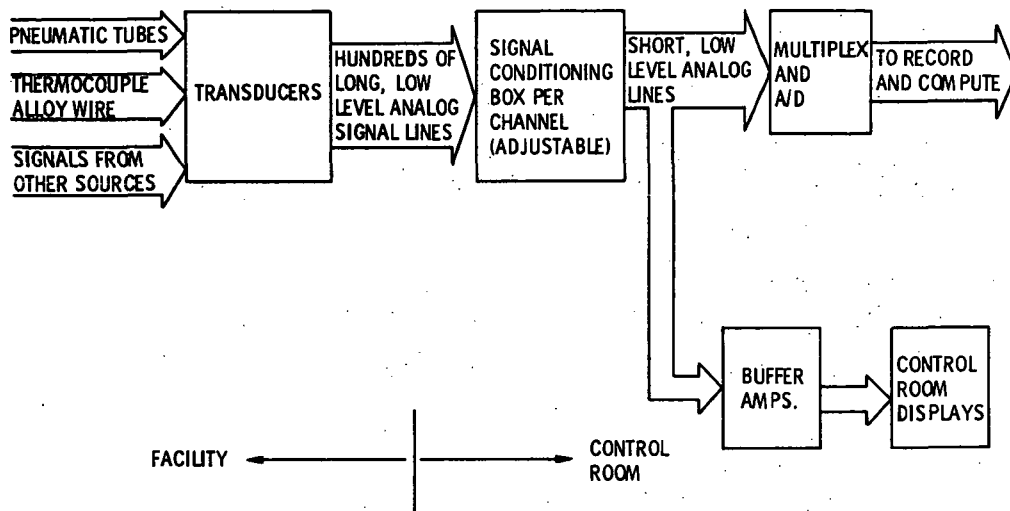 PNEUMATIC TUBES
THERMOCOUPLE
ALLOY WIRE
SIGNALS FROM
OTHER SOURCES
TRANSDUCERS
HUNDREDS OF
LONG, LOW
LEVEL ANALOG
SIGNAL LINES
SIGNAL
CONDITIONING
BOX PER
CHANNEL
(ADJUSTABLE)
SHORT, LOW
LEVEL ANALOG
LINES
MULTIPLEX
AND
A/D
TO RECORD
AND COMPUTE
BUFFER
AMPS.
CONTROL
ROOM
DISPLAYS
FACILITY
CONTROL
ROOM